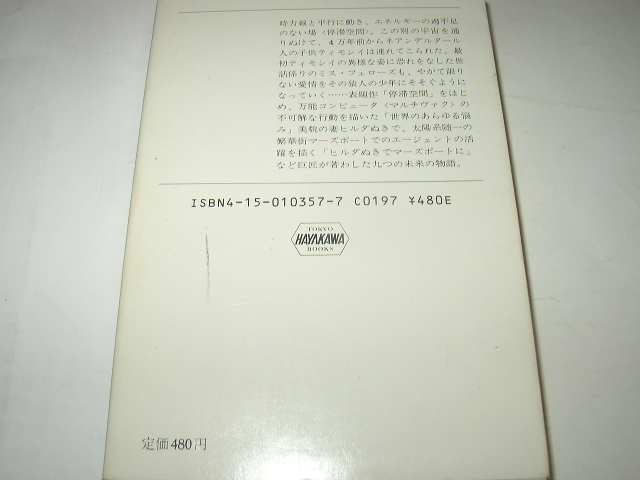 時力線と平行に動き、エネルギーの過不足
のない場〈停滞空間〉。この別の宇宙を通
りぬけて、4万年前からネアンデルタール
人の子供ティモシイは連れてこられた。最
初ティモシイの異様な姿に恐れをなした世
話係りのミス・フェローズも、やがて限り
ない愛情をその猿人の少年にそそぐように
なっていく……表題作「停滞空間」をはじ
め、万能コンピュータ〈マルチヴァク〉の
不可解な行動を描いた「世界のあらゆる悩
み」美貌の妻ヒルダぬきで、太陽系随一の
繁華街マーズポートでのエージェントの活
躍を描く「ヒルダぬきでマーズポートに」
など巨匠が著わした九つの未来の物語。
ISBN4-15-010357-7 C0197 ¥480E
TOKYO
HAYAKAWA
BOOKS
定価480円